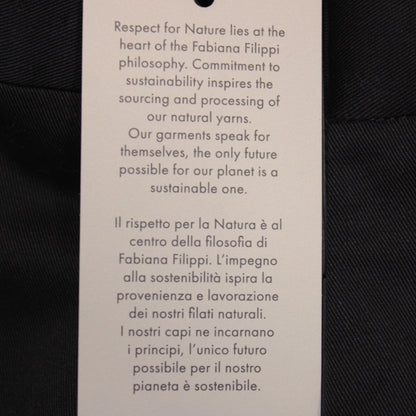 Respect for Nature lies at the
heart of the Fabiana Filippi
philosophy. Commitment to
sustainability inspires the
sourcing and processing of
our natural yarns.
Our garments speak for
themselves, the only future
possible for our planet is a
sustainable one.
Il rispetto per la Natura è al
centro della filosofia di
Fabiana Filippi. L'impegno
alla sostenibilità ispira la
provenienza e lavorazione
dei nostri filati naturali.
I nostri capi ne incarnano
i principi, l'unico futuro
possibile per il nostro
pianeta è sostenibile.